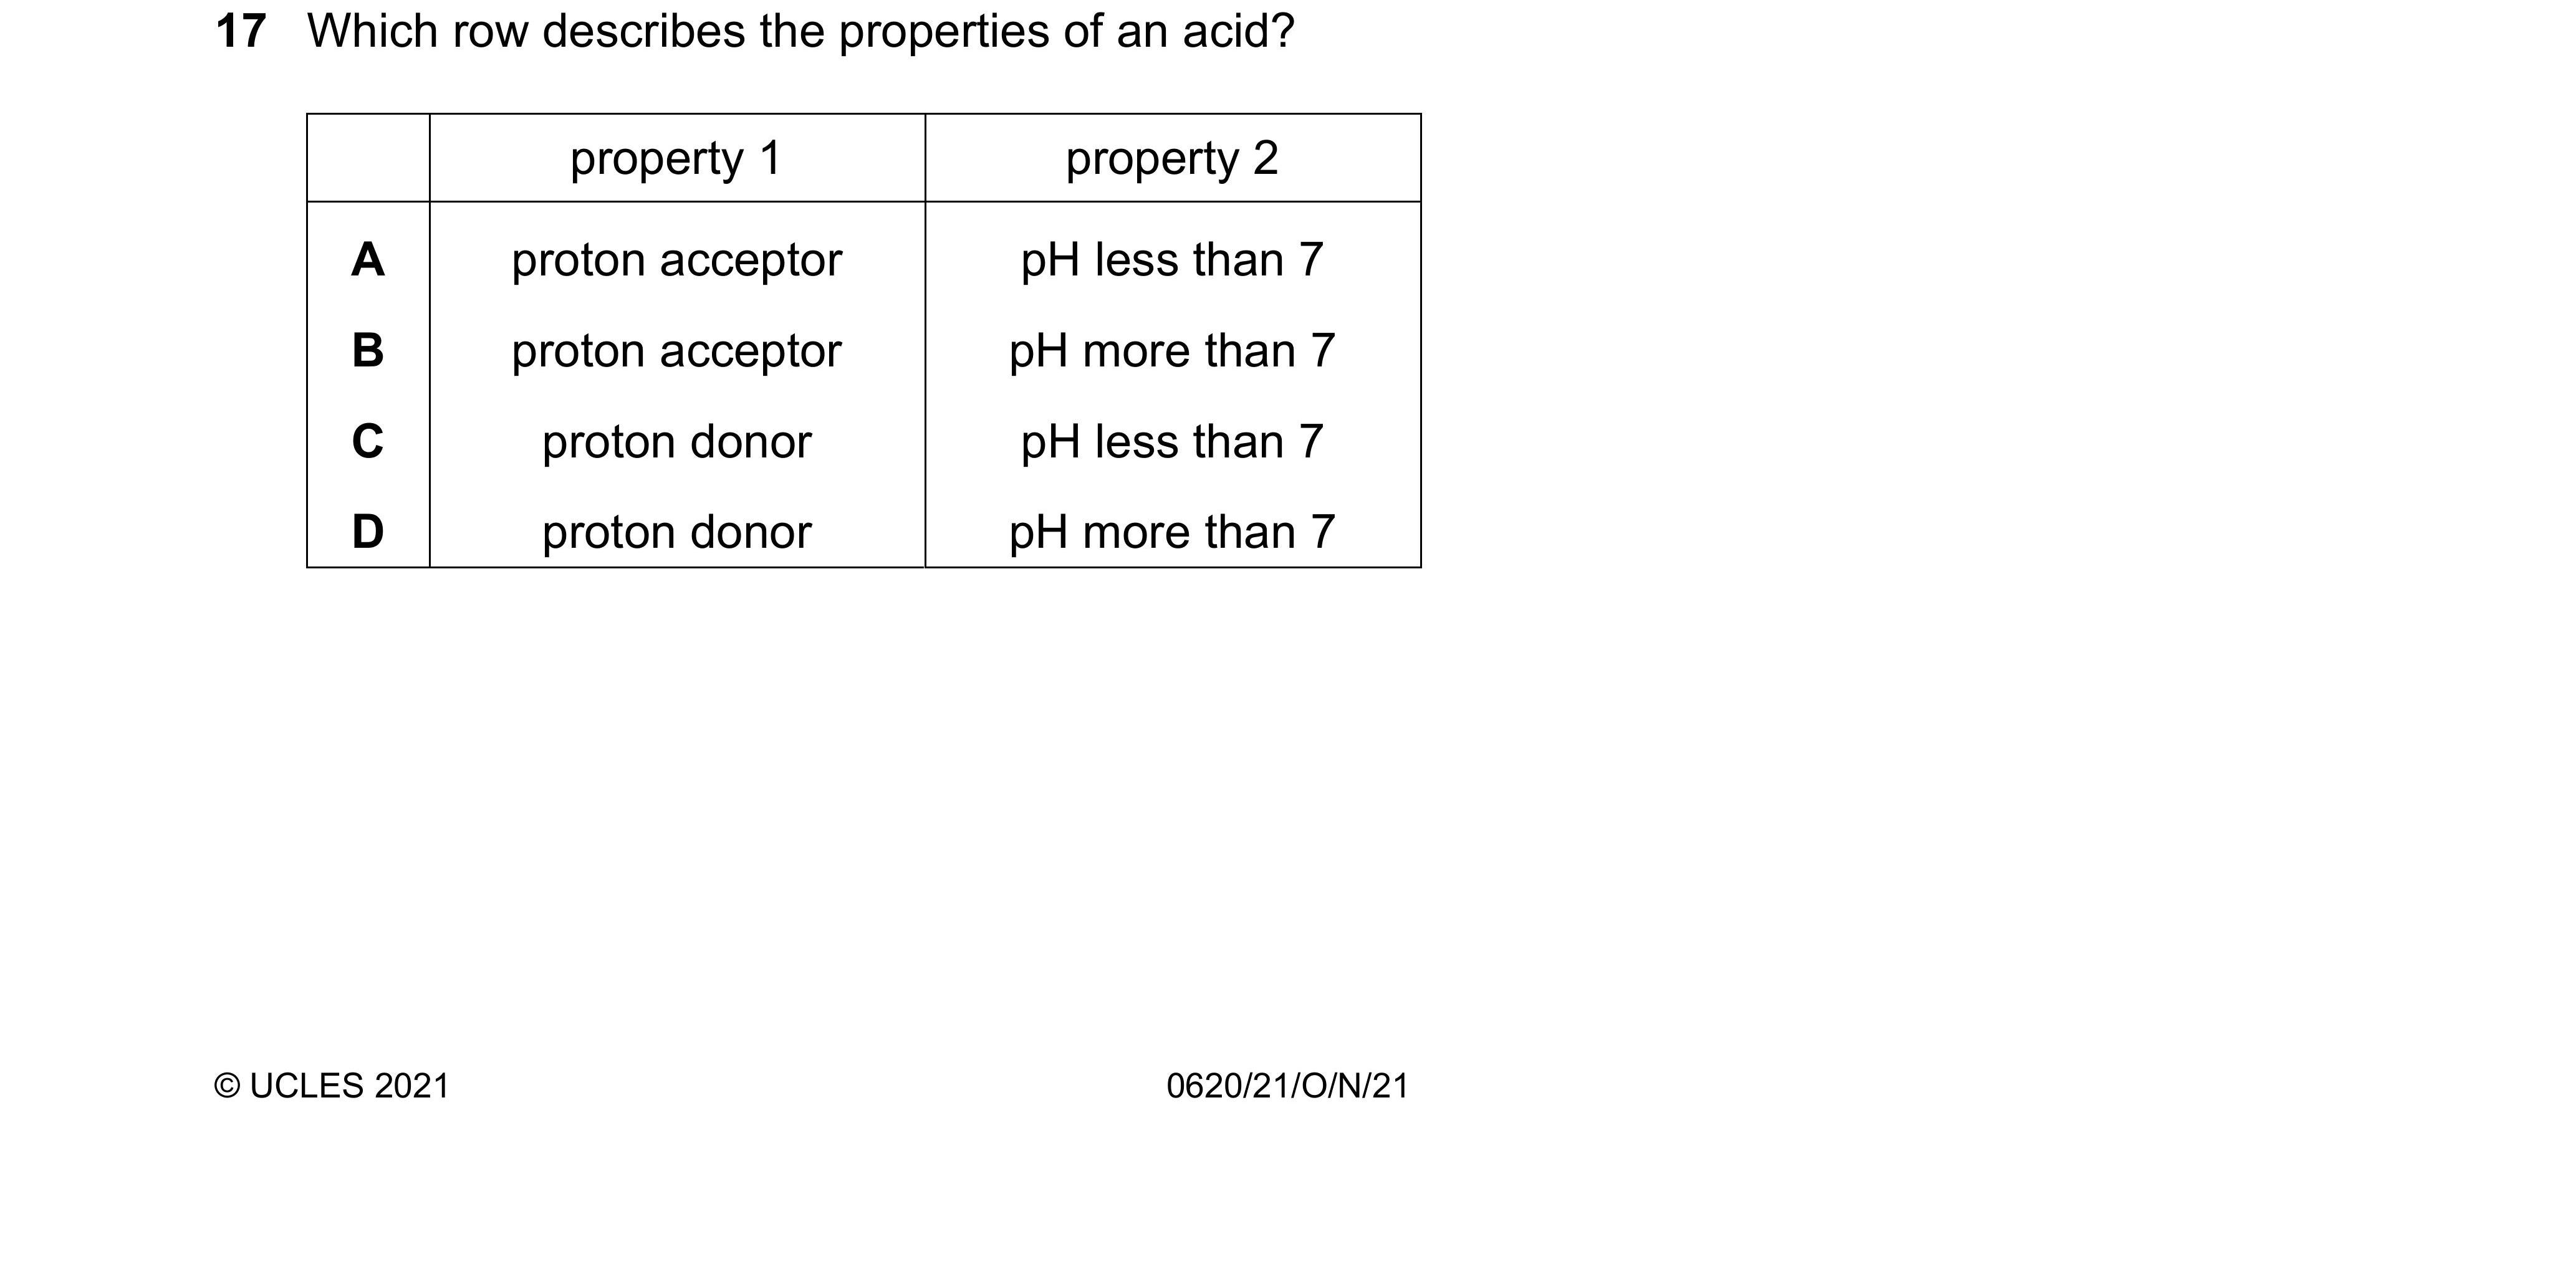 17 Which row describes the properties of an acid?
property 1 property 2
A proton acceptor pH less than 7
B proton acceptor pH more than 7
C proton donor pH less than 7
D proton donor pH more than 7
© UCLES 2021 0620/21/O/N/21